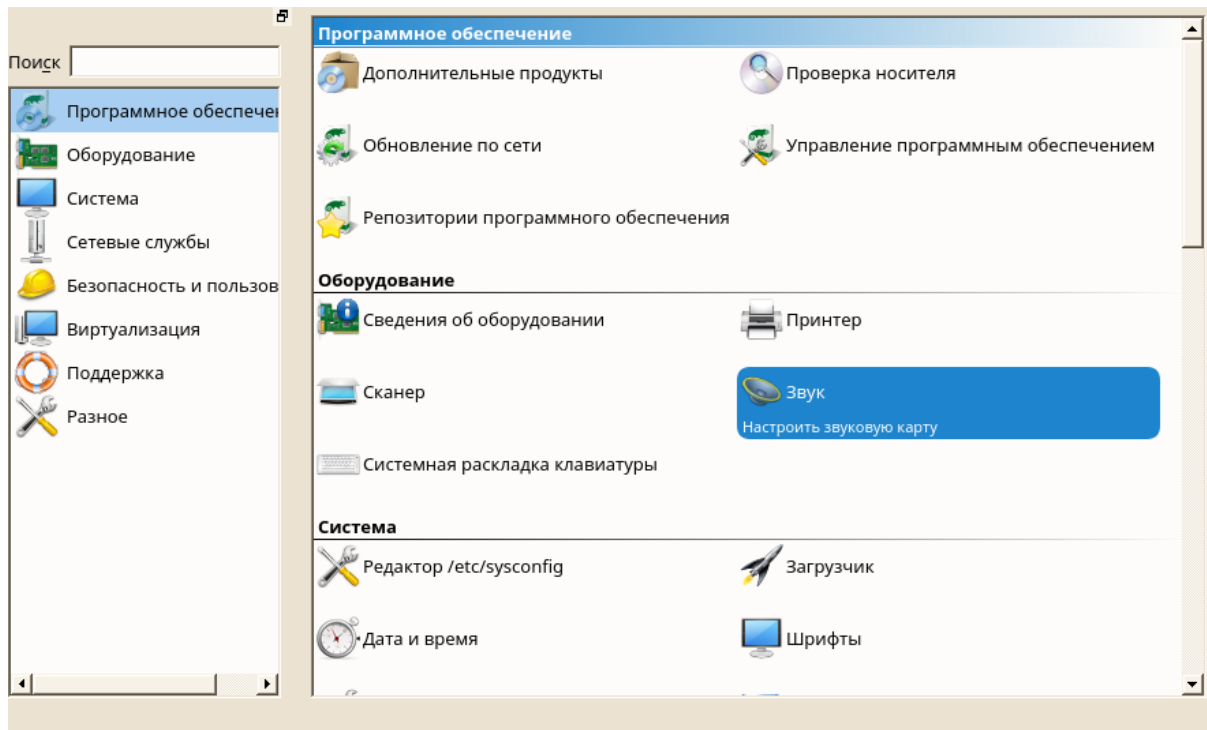 Поиск
Программное обеспечен
Оборудование
Система
Сетевые службы
Безопасность и пользов
Виртуализация
Поддержка
Разное
Программное обеспечение
Дополнительные продукты
Проверка носителя
Обновление по сети
Управление программным обеспечением
Репозитории программного обеспечения
Оборудование
Сведения об оборудовании
Принтер
Сканер
Звук
Настроить звуковую карту
Системная раскладка клавиатуры
Система
Редактор /etc/sysconfig
Загрузчик
Дата и время
Шрифты